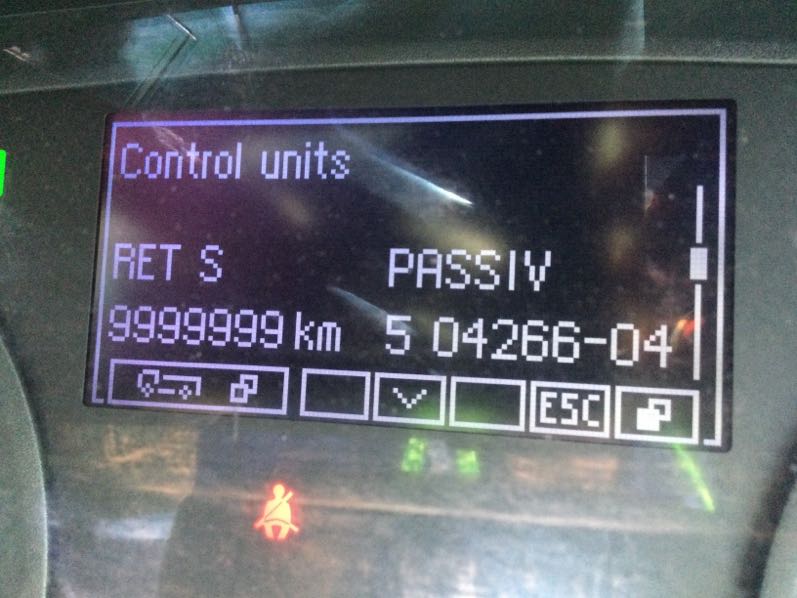 Control units
RET S PASSIV
9999999 km 5 04266-04
ESC